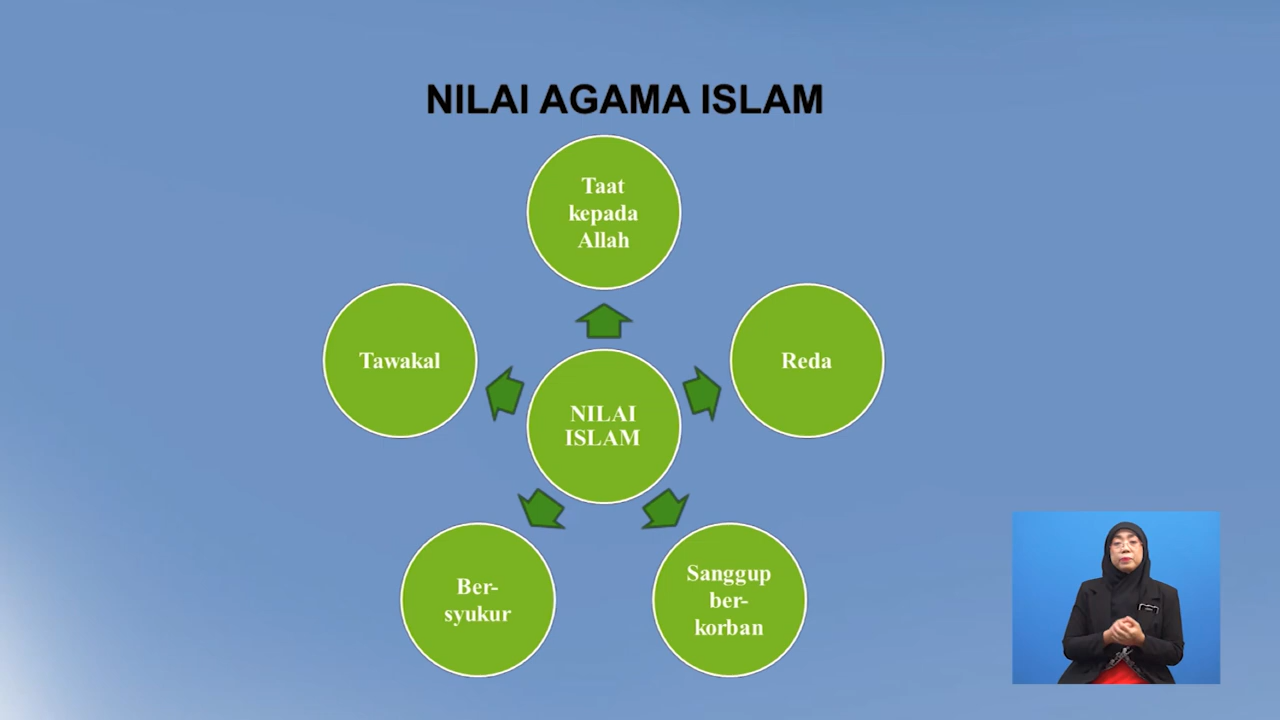 NILAI AGAMA ISLAM
Taat
kepada
Allah
Tawakal
Reda
NILAI
ISLAM
Ber-
syukur
Sanggup
ber-
korban